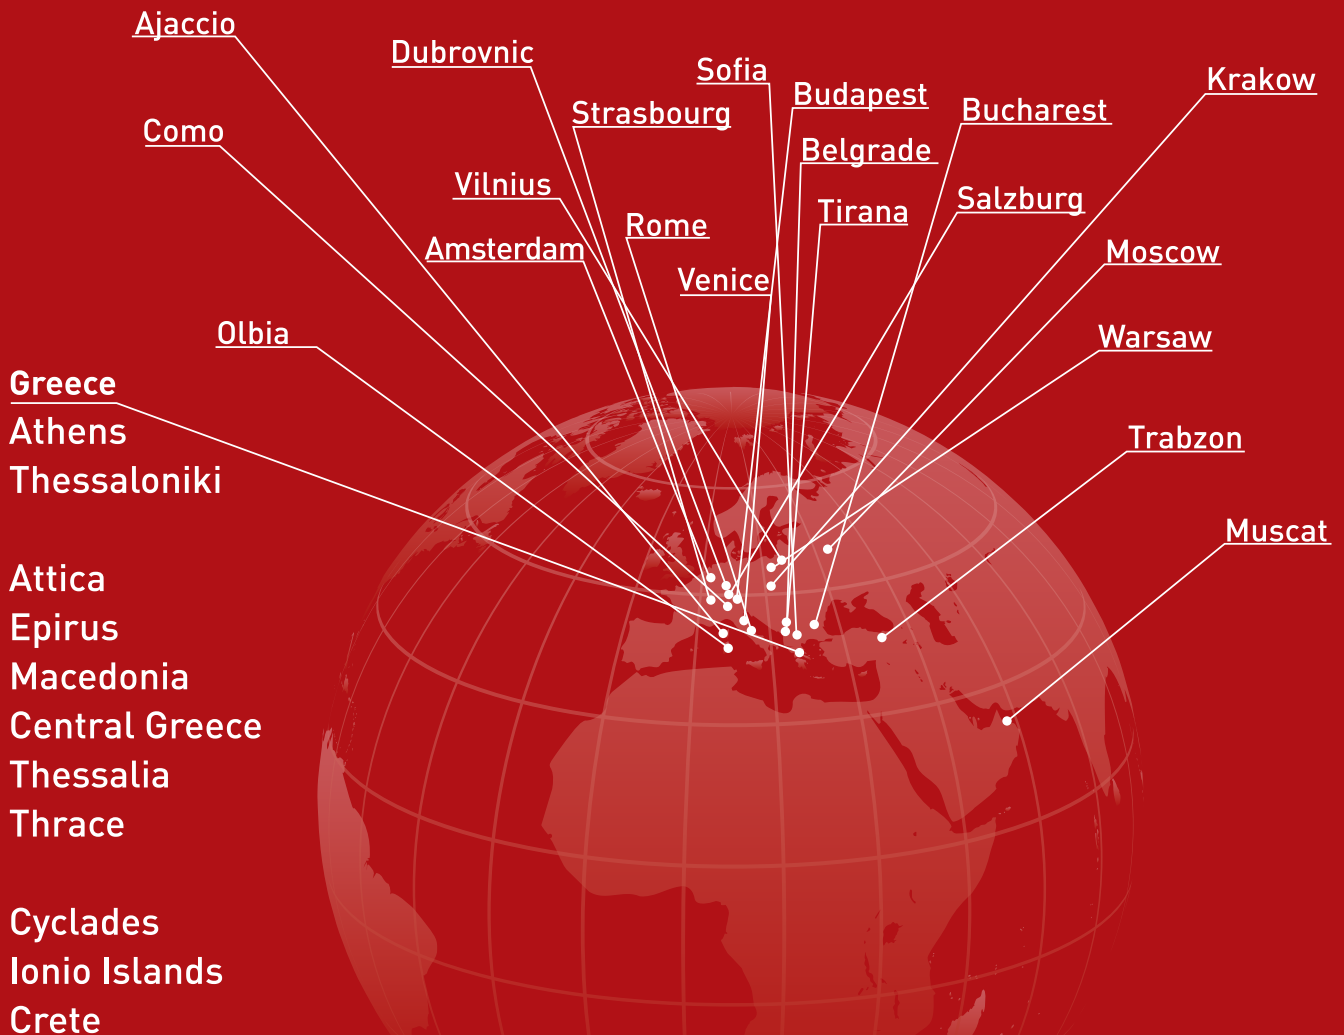 Ajaccio
Dubrovnic
Sofia
Krakow
Budapest
Strasbourg
Bucharest
Como
Belgrade
Vilnius
Salzburg
Tirana
Rome
Amsterdam
Moscow
Venice
Olbia
Warsaw
Greece
Athens
Trabzon
Thessaloniki
Muscat
Attica
Epirus
Macedonia
Central Greece
Thessalia
Thrace
Cyclades
Ionio Islands
Crete